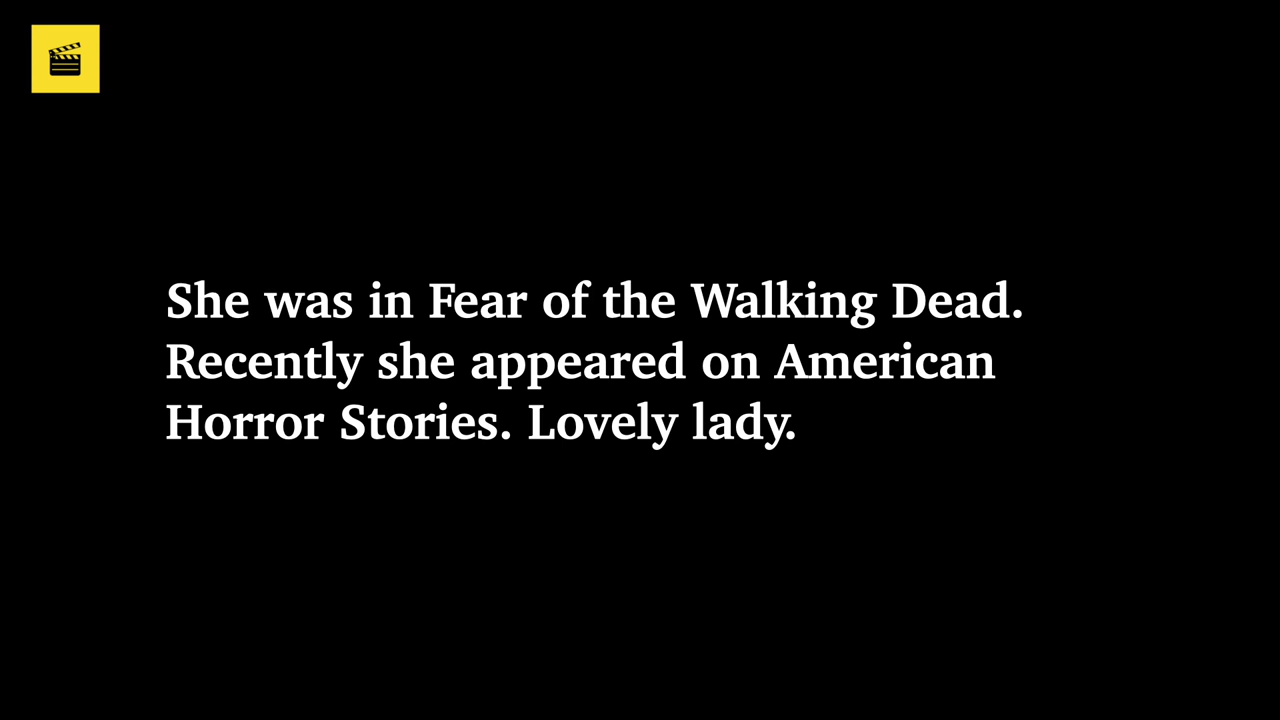 She was in Fear of the Walking Dead.
Recently she appeared on American
Horror Stories. Lovely lady.